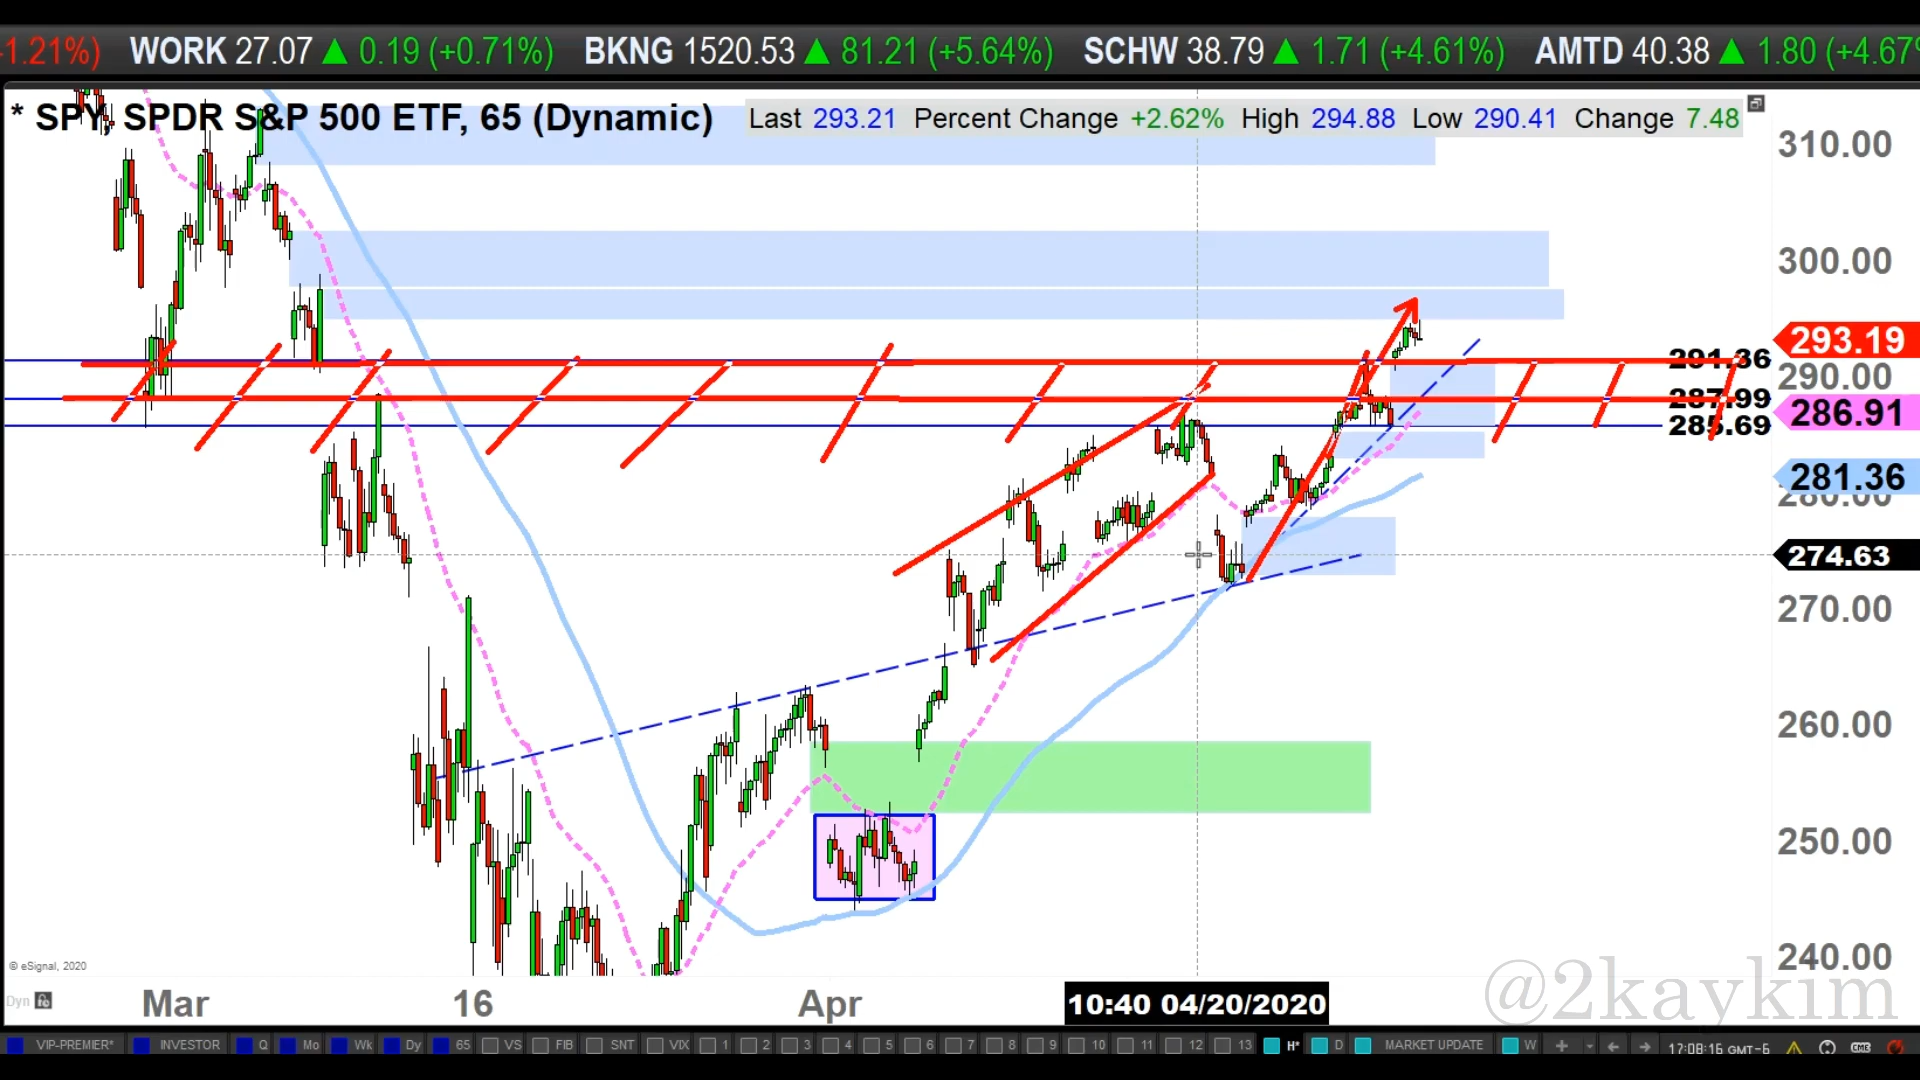 -1.21%) WORK 27.07 ▲ 0.19 (+0.71%) BKNG 1520.53 ▲ 81.21 (+5.64%) SCHW 38.79 ▲ 1.71 (+4.61%) AMTD 40.38 ▲ 1.80 (+4.67%
* SPY, SPDR S&P 500 ETF, 65 (Dynamic) Last 293.21 Percent Change +2.62% High 294.88 Low 290.41 Change 7.48
310.00
300.00
293.19
291.36
290.00
287.99
286.91
285.69
281.36
280.00
274.63
270.00
260.00
250.00
240.00
© eSignal, 2020
@2kaykim
Dyn
Mar 16 Apr 10:40 04/20/2020
VIP-PREMIER* INVESTOR Q Mo Wk Dy 65 VS FIB SNT VIX 1 2 3 4 5 6 7 8 9 10 11 12 13 H* D MARKET UPDATE W 17:08:16 GMT-5 CME